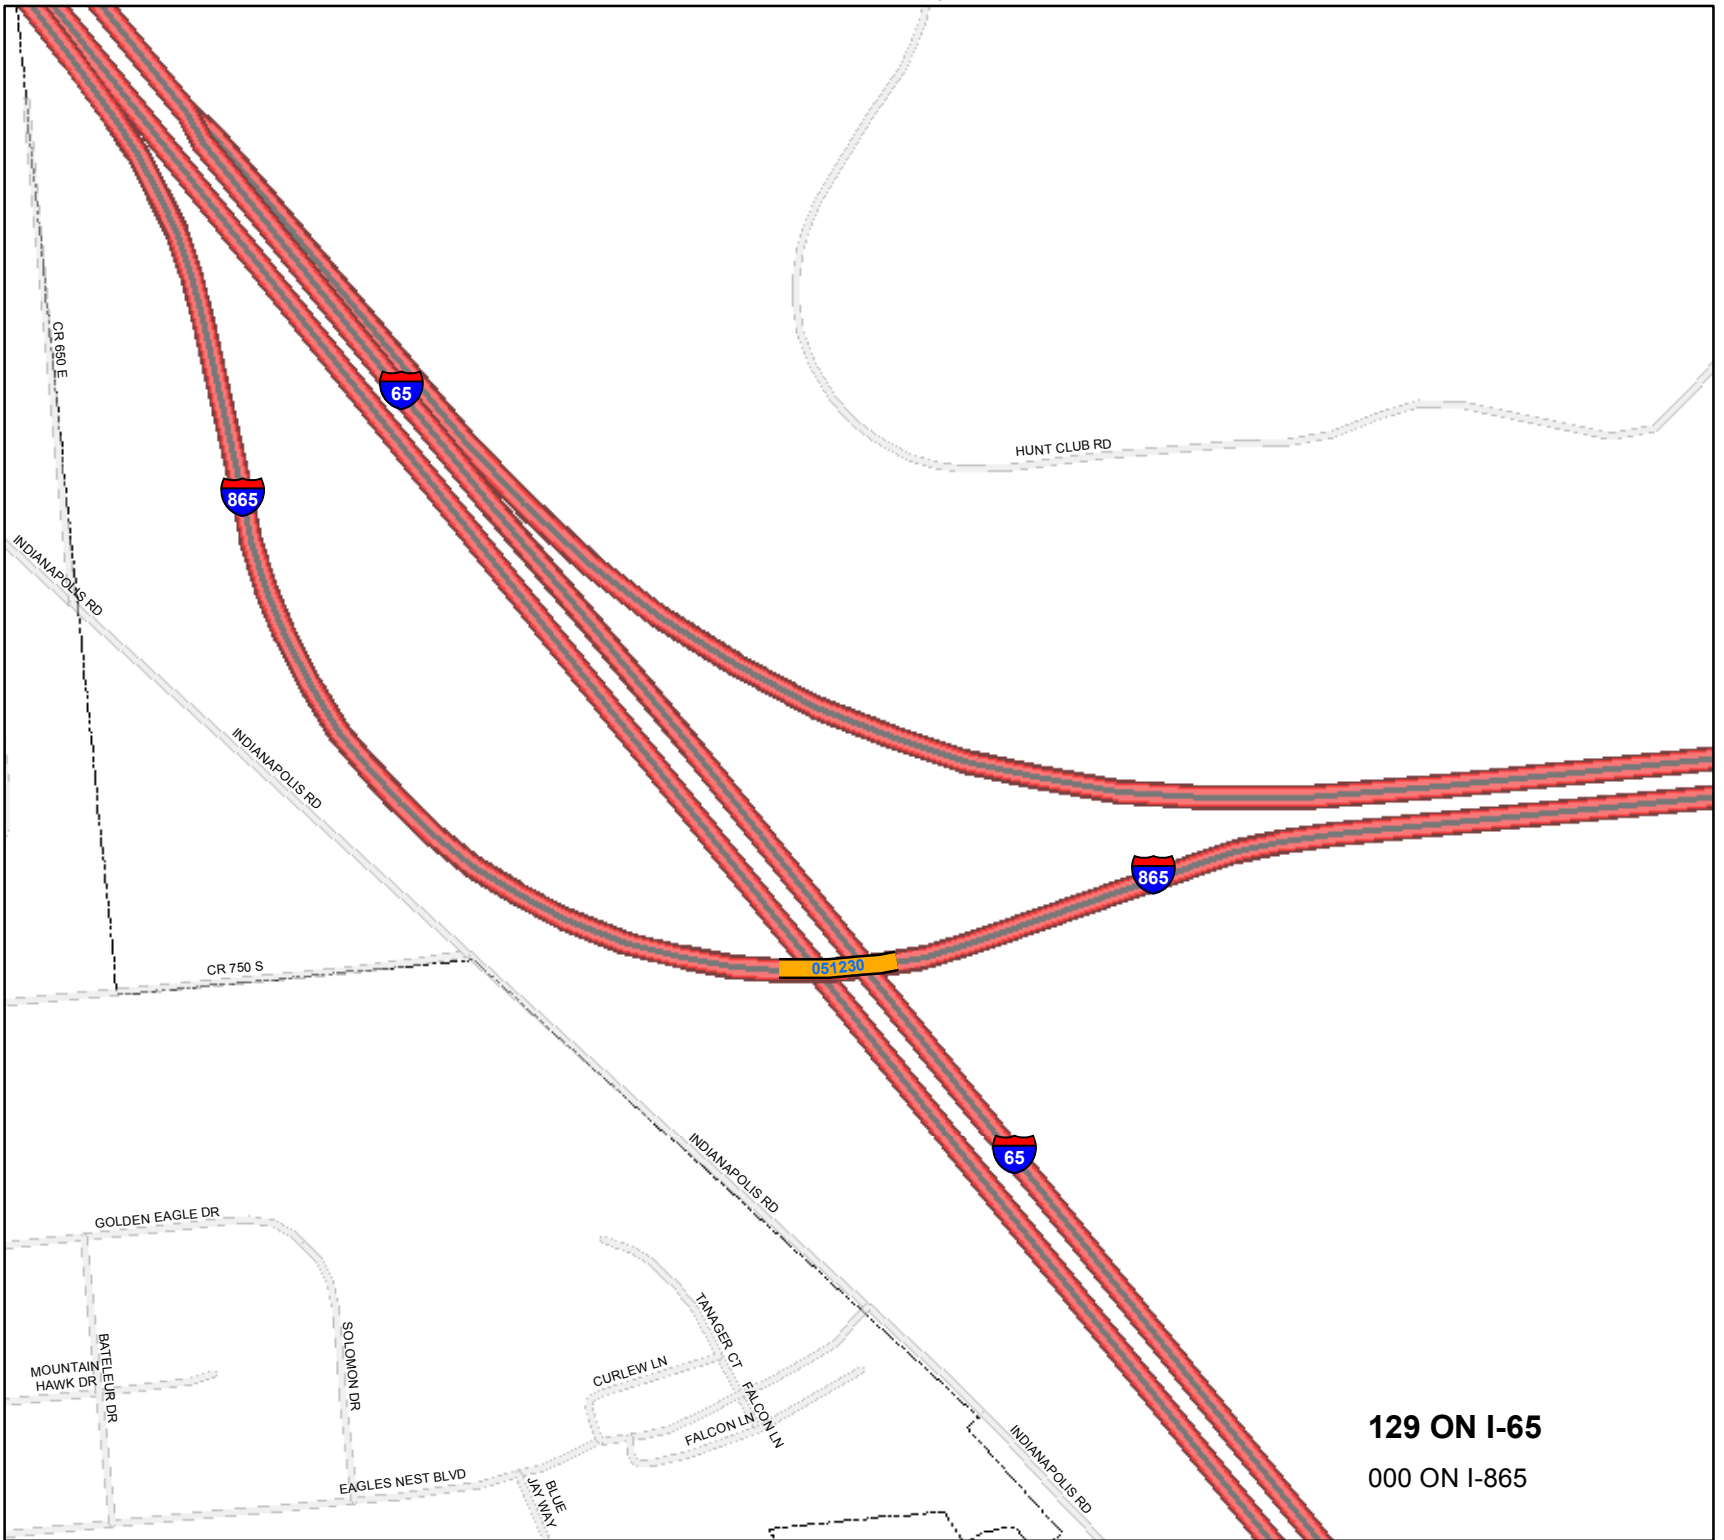 CR 650 E
65
HUNT CLUB RD
865
INDIANAPOLIS RD
INDIANAPOLIS RD
865
CR 750 S
051230
INDIANAPOLIS RD
65
GOLDEN EAGLE DR
TANAGER CT
SOLOMON DR
BATELEUR DR
MOUNTAIN
HAWK DR
CURLEW LN
FALCON LN
FALCON LN
INDIANAPOLIS RD
EAGLES NEST BLVD
BLUE
JAY WAY
129 ON I-65
000 ON I-865